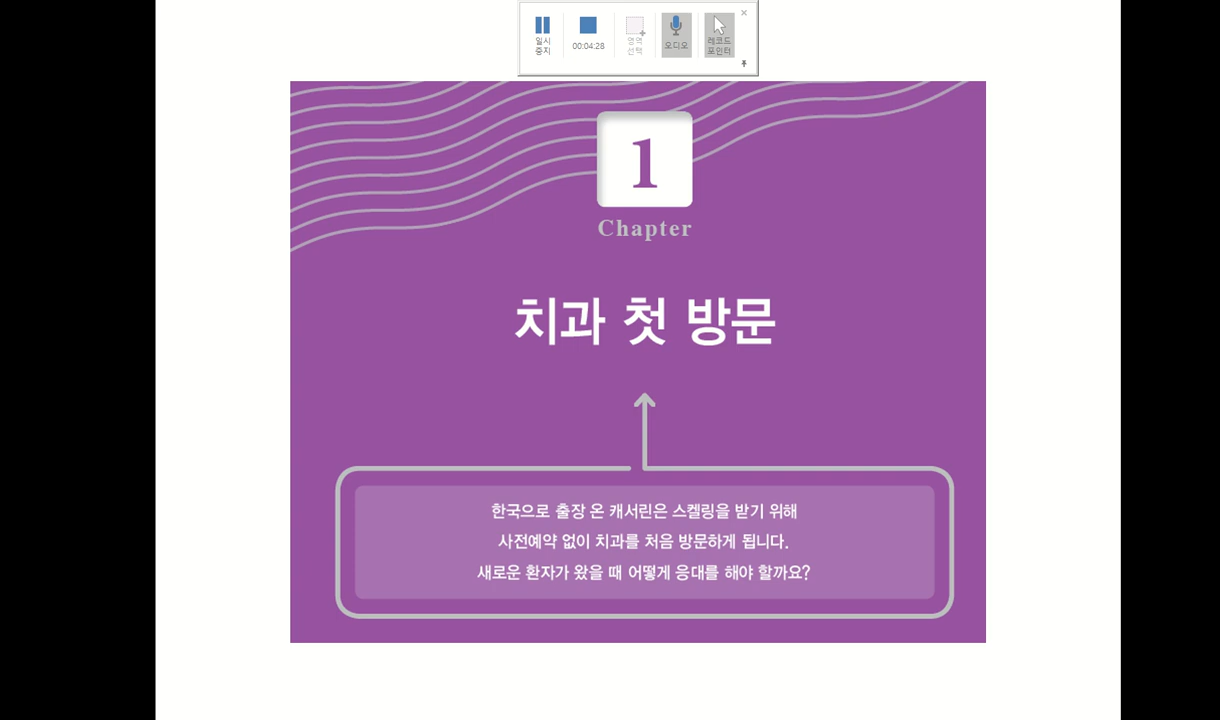 일시
중지
00:04:28
영역
선택
오디오
레코드
포인터
1
Chapter
치과 첫 방문
한국으로 출장 온 캐서린은 스켈링을 받기 위해
사전예약 없이 치과를 처음 방문하게 됩니다.
새로운 환자가 왔을 때 어떻게 응대를 해야 할까요?